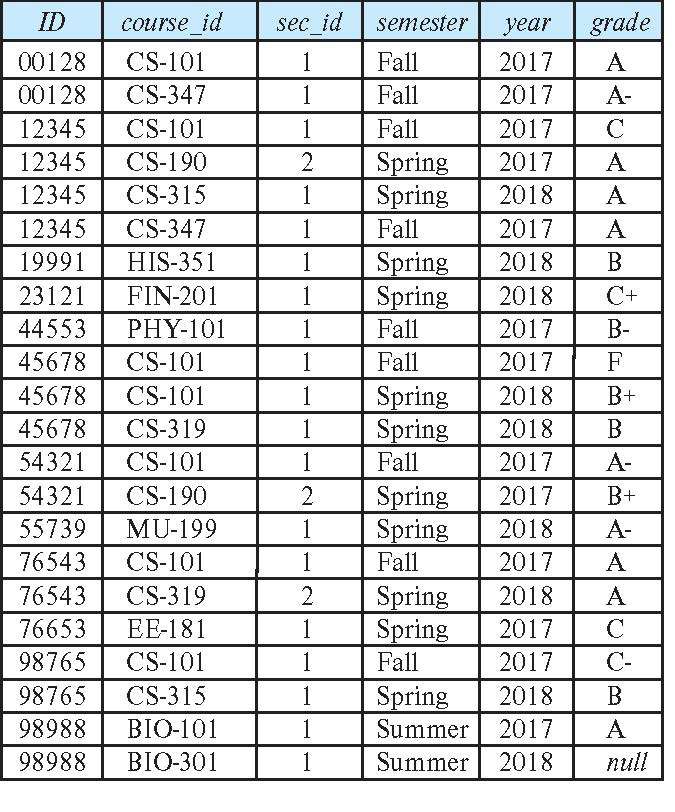 ID course_id sec_id semester year grade
00128 CS-101 1 Fall 2017 A
00128 CS-347 1 Fall 2017 A-
12345 CS-101 1 Fall 2017 C
12345 CS-190 2 Spring 2017 A
12345 CS-315 1 Spring 2018 A
12345 CS-347 1 Fall 2017 A
19991 HIS-351 1 Spring 2018 B
23121 FIN-201 1 Spring 2018 C+
44553 PHY-101 1 Fall 2017 B-
45678 CS-101 1 Fall 2017 F
45678 CS-101 1 Spring 2018 B+
45678 CS-319 1 Spring 2018 B
54321 CS-101 1 Fall 2017 A-
54321 CS-190 2 Spring 2017 B+
55739 MU-199 1 Spring 2018 A-
76543 CS-101 1 Fall 2017 A
76543 CS-319 2 Spring 2018 A
76653 EE-181 1 Spring 2017 C
98765 CS-101 1 Fall 2017 C-
98765 CS-315 1 Spring 2018 B
98988 BIO-101 1 Summer 2017 A
98988 BIO-301 1 Summer 2018 null